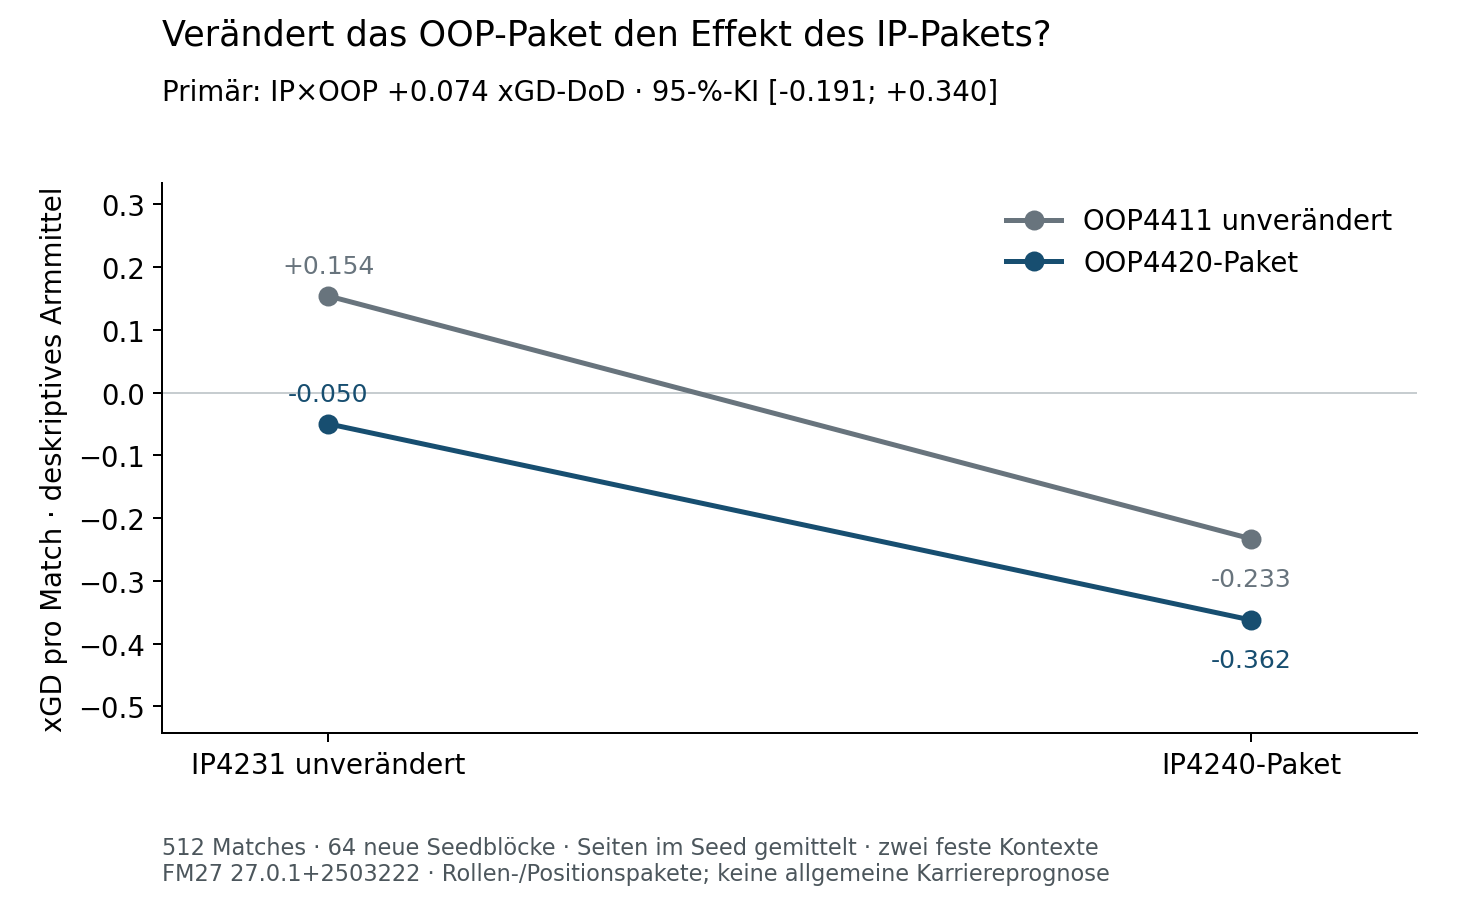 Verändert das OOP-Paket den Effekt des IP-Pakets?
Primär: IP×OOP +0.074 xGD-DoD · 95-%-KI [-0.191; +0.340]
xGD pro Match · deskriptives Armmittel
0.3
0.2
0.1
0.0
−0.1
−0.2
−0.3
−0.4
−0.5
+0.154
-0.050
-0.233
-0.362
OOP4411 unverändert
OOP4420-Paket
IP4231 unverändert
IP4240-Paket
512 Matches · 64 neue Seedblöcke · Seiten im Seed gemittelt · zwei feste Kontexte
FM27 27.0.1+2503222 · Rollen-/Positionspakete; keine allgemeine Karriereprognose